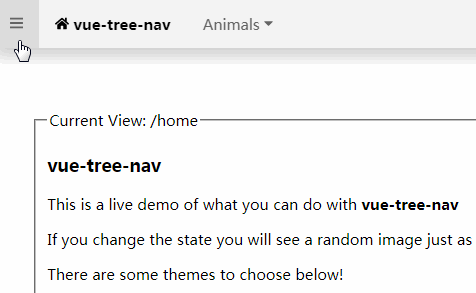 vue-tree-nav Animals
Current View: /home
vue-tree-nav
This is a live demo of what you can do with vue-tree-nav
If you change the state you will see a random image just as
There are some themes to choose below!